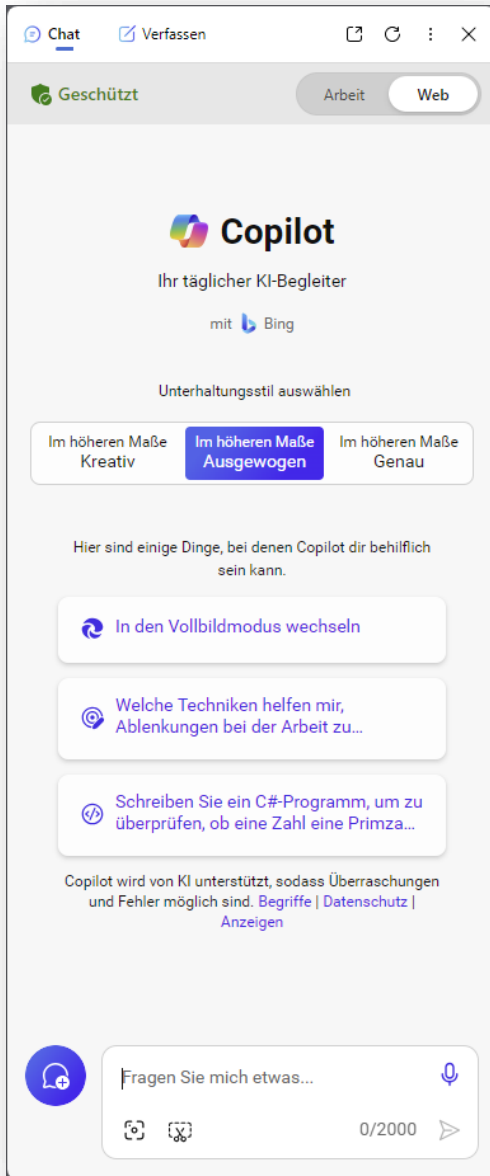 Chat Verfassen
Geschützt Arbeit Web
Copilot
Ihr täglicher KI-Begleiter
mit Bing
Unterhaltungsstil auswählen
Im höheren Maße Im höheren Maße Im höheren Maße
Kreativ Ausgewogen Genau
Hier sind einige Dinge, bei denen Copilot dir behilflich
sein kann.
In den Vollbildmodus wechseln
Welche Techniken helfen mir,
Ablenkungen bei der Arbeit zu...
Schreiben Sie ein C#-Programm, um zu
überprüfen, ob eine Zahl eine Primza...
Copilot wird von KI unterstützt, sodass Überraschungen
und Fehler möglich sind. Begriffe | Datenschutz |
Anzeigen
Fragen Sie mich etwas...
0/2000